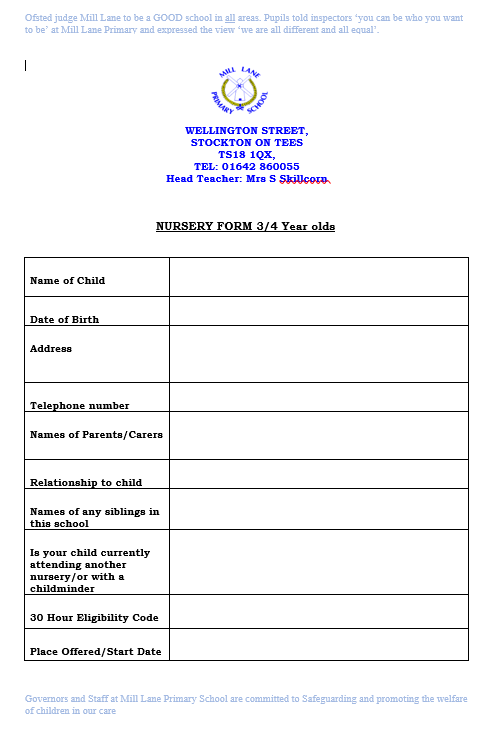 Ofsted judge Mill Lane to be a GOOD school in all areas. Pupils told inspectors ‘you can be who you want
to be’ at Mill Lane Primary and expressed the view ‘we are all different and all equal’.
MILL LANE
PRIMARY SCHOOL
WELLINGTON STREET,
STOCKTON ON TEES
TS18 1QX,
TEL: 01642 860055
Head Teacher: Mrs S Skillcorn
NURSERY FORM 3/4 Year olds
Name of Child
Date of Birth
Address
Telephone number
Names of Parents/Carers
Relationship to child
Names of any siblings in
this school
Is your child currently
attending another
nursery/or with a
childminder
30 Hour Eligibility Code
Place Offered/Start Date
Governors and Staff at Mill Lane Primary School are committed to Safeguarding and promoting the welfare
of children in our care